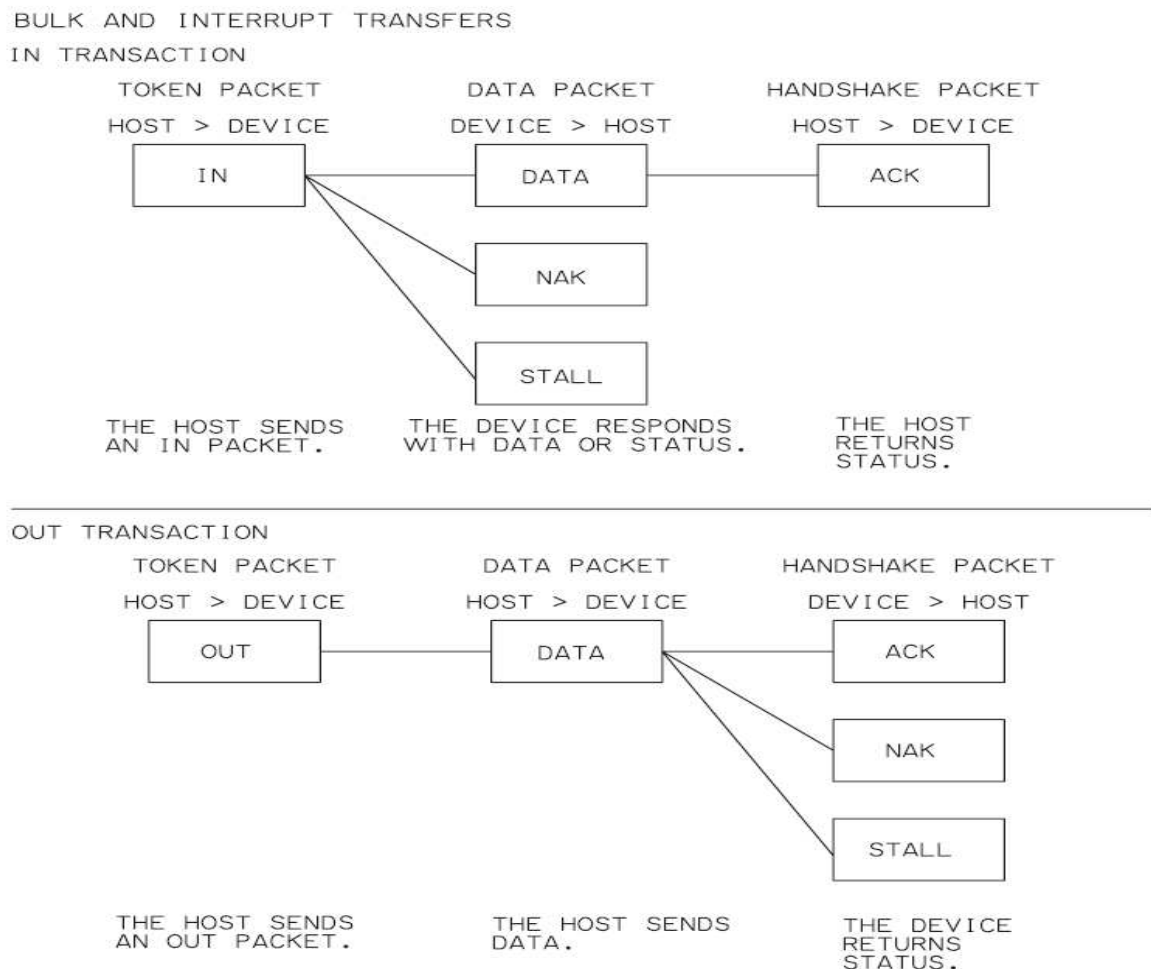 BULK AND INTERRUPT TRANSFERS
IN TRANSACTION
TOKEN PACKET DATA PACKET HANDSHAKE PACKET
HOST > DEVICE DEVICE > HOST HOST > DEVICE
IN DATA ACK
NAK
STALL
THE HOST SENDS
AN IN PACKET.
THE DEVICE RESPONDS
WITH DATA OR STATUS.
THE HOST
RETURNS
STATUS.
OUT TRANSACTION
TOKEN PACKET DATA PACKET HANDSHAKE PACKET
HOST > DEVICE HOST > DEVICE DEVICE > HOST
OUT DATA ACK
NAK
STALL
THE HOST SENDS
AN OUT PACKET.
THE HOST SENDS
DATA.
THE DEVICE
RETURNS
STATUS.